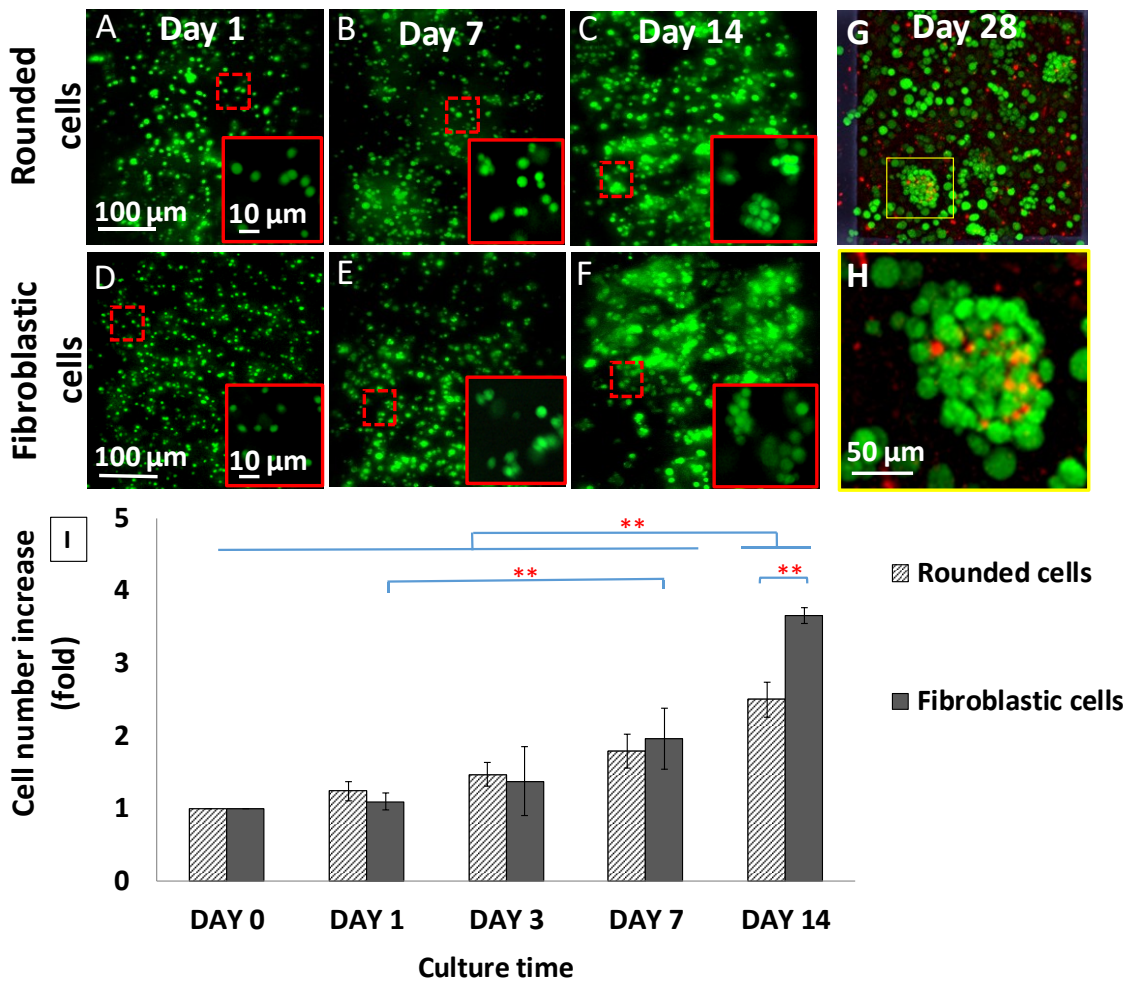 Rounded
cells
A
Day 1
100 µm
10 µm
B
Day 7
C
Day 14
G
Day 28
Fibroblastic
cells
D
100 µm
10 µm
E
F
H
50 µm
I
Cell number increase
(fold)
5
4
3
2
1
0
**
**
**
DAY 0
DAY 1
DAY 3
DAY 7
DAY 14
Culture time
Rounded cells
Fibroblastic cells